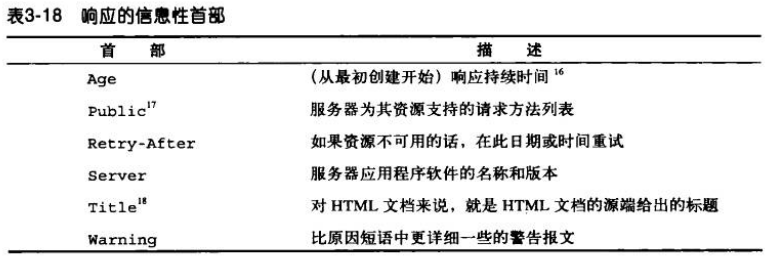 表3-18 响应的信息性首部
首 部 描 述
Age （从最初创建开始）响应持续时间16
Public17 服务器为其资源支持的请求方法列表
Retry-After 如果资源不可用的话，在此日期或时间重试
Server 服务器应用程序软件的名称和版本
Title18 对 HTML 文档来说，就是 HTML 文档的源端给出的标题
Warning 比原因短语中更详细一些的警告报文